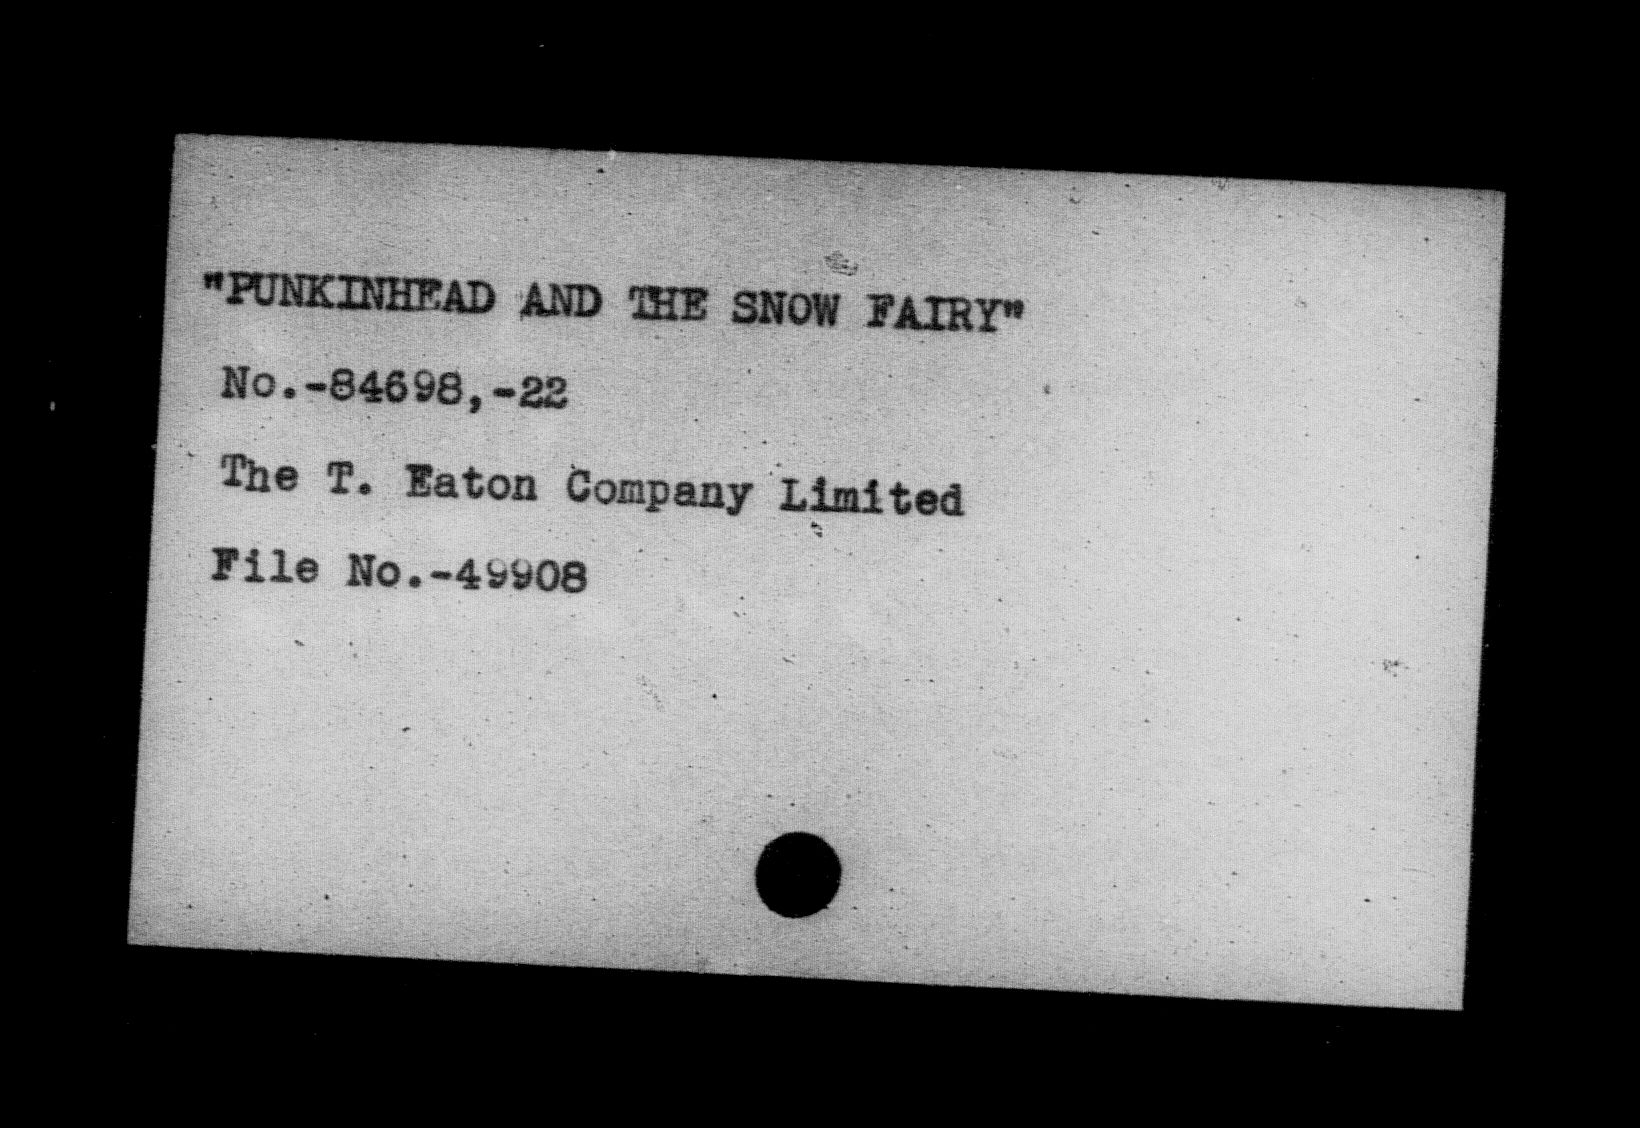 "PUNKINHEAD AND THE SNOW FAIRY"
No.-84698,-22
The T. Eaton Company Limited
File No.-49908